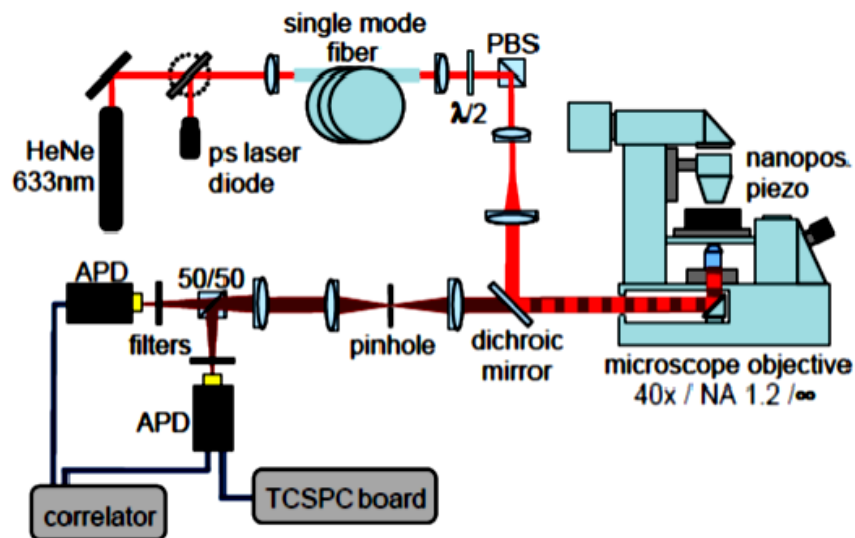 single mode
fiber
PBS
λ/2
HeNe
633nm
ps laser
diode
nanopos.
piezo
APD
50/50
filters
pinhole
dichroic
mirror
microscope objective
40x / NA 1.2 /∞
APD
correlator
TCSPC board